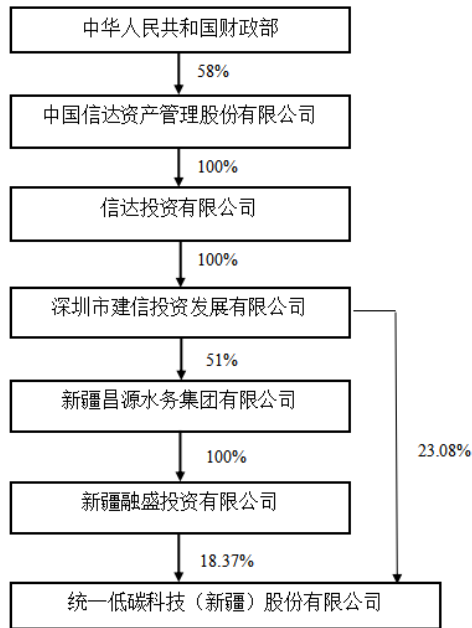 中华人民共和国财政部
58%
中国信达资产管理股份有限公司
100%
信达投资有限公司
100%
深圳市建信投资发展有限公司
51%
新疆昌源水务集团有限公司
23.08%
100%
新疆融盛投资有限公司
18.37%
统一低碳科技（新疆）股份有限公司